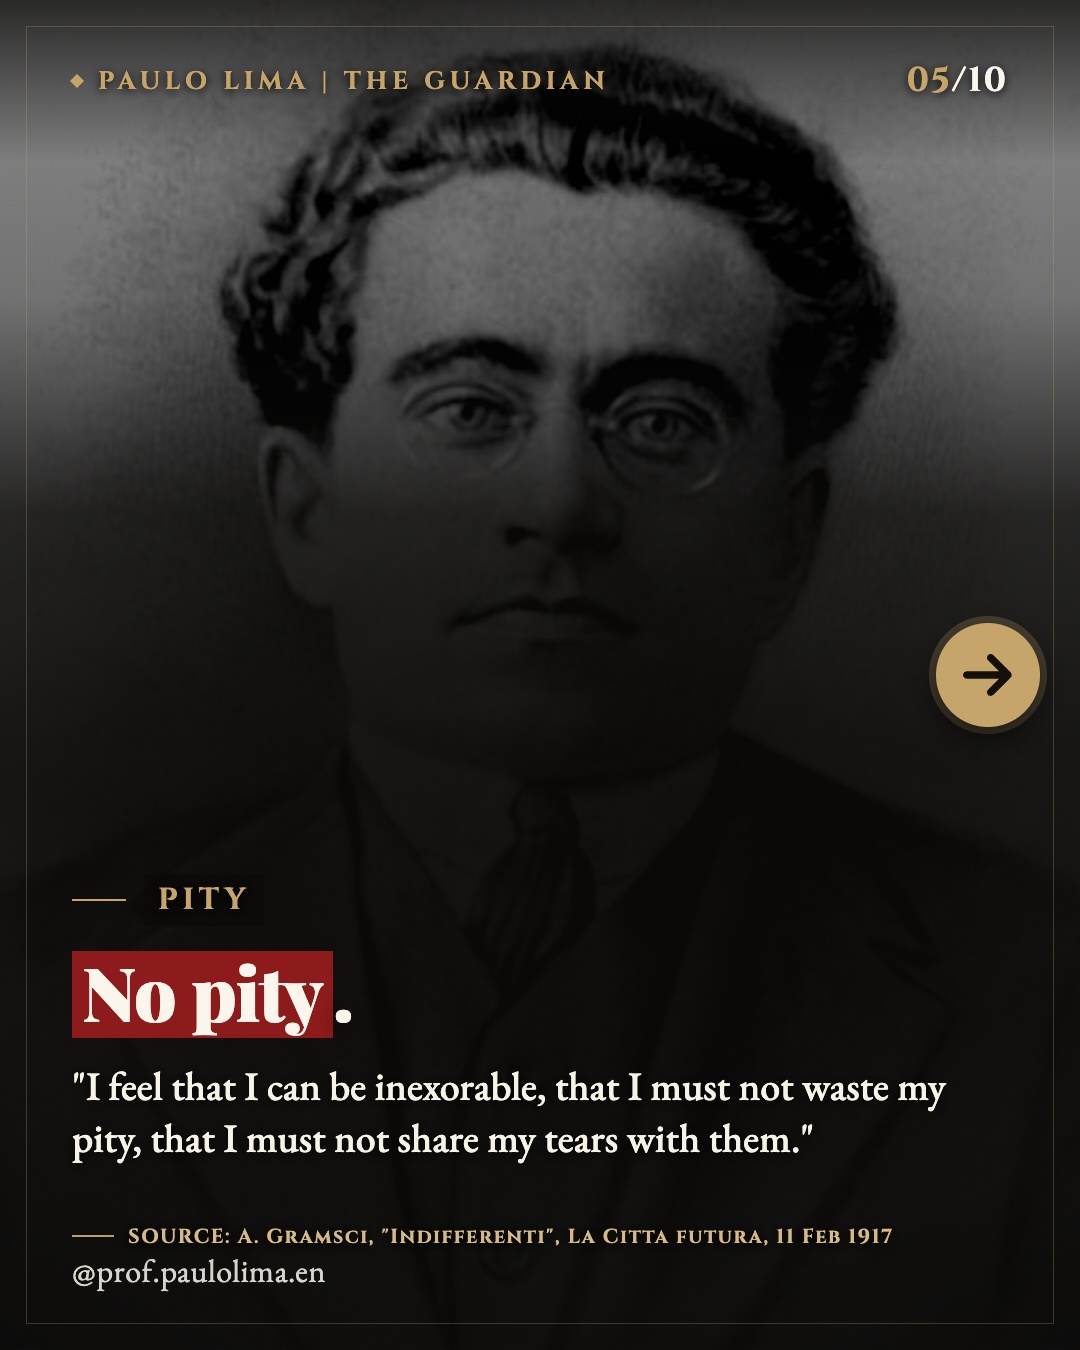 PAULO LIMA | THE GUARDIAN
05/10
PITY
No pity.
"I feel that I can be inexorable, that I must not waste my
pity, that I must not share my tears with them."
SOURCE: A. Gramsci, "Indifferenti", La Citta futura, 11 Feb 1917
@prof.paulolima.en